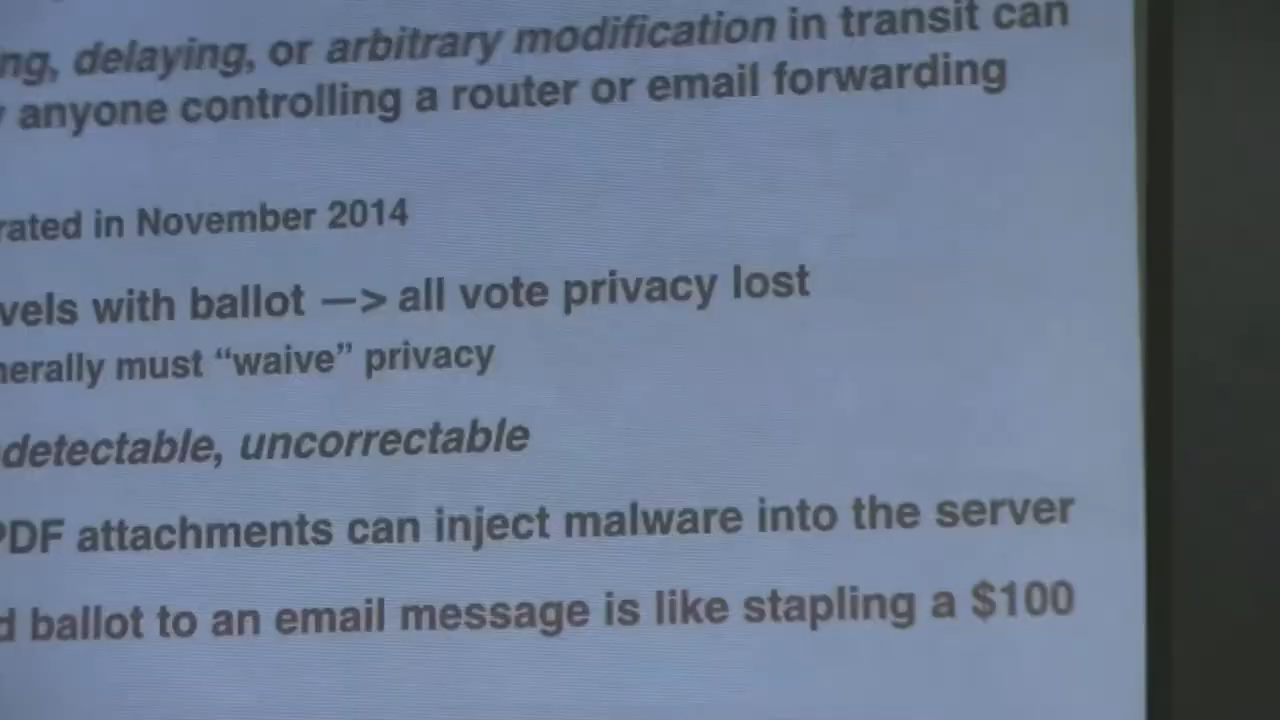 ng, delaying, or arbitrary modification in transit can
anyone controlling a router or email forwarding
rated in November 2014
vels with ballot —> all vote privacy lost
nerally must “waive” privacy
detectable, uncorrectable
PDF attachments can inject malware into the server
d ballot to an email message is like stapling a $100